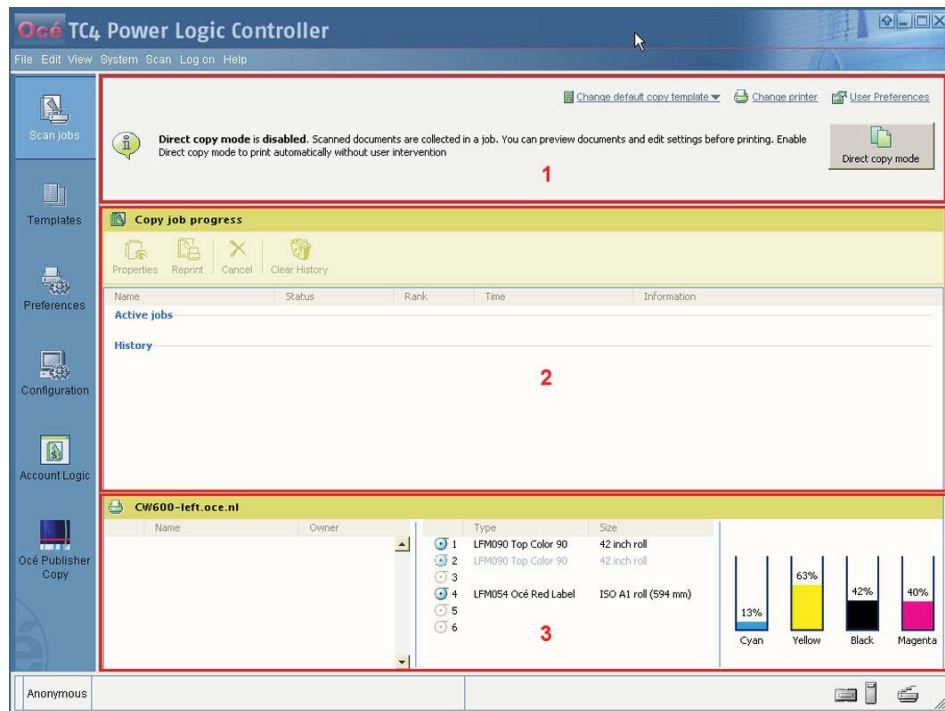 Océ TC4 Power Logic Controller
File Edit View System Scan Log on Help
Change default copy template Change printer User Preferences
Scan jobs
Direct copy mode is disabled. Scanned documents are collected in a job. You can preview documents and edit settings before printing. Enable
Direct copy mode to print automatically without user intervention
Direct copy mode
1
Templates
Preferences
Configuration
Account Logic
Océ Publisher
Copy
Copy job progress
Properties Reprint Cancel Clear History
Name Status Rank Time Information
Active jobs
History
2
CW600-left.oce.nl
Name Owner Type Size
1 LFM090 Top Color 90 42 inch roll
2 LFM090 Top Color 90 42 inch roll
3
4 LFM054 Océ Red Label ISO A1 roll (594 mm)
5
6
3
13% 63% 42% 40%
Cyan Yellow Black Magenta
Anonymous